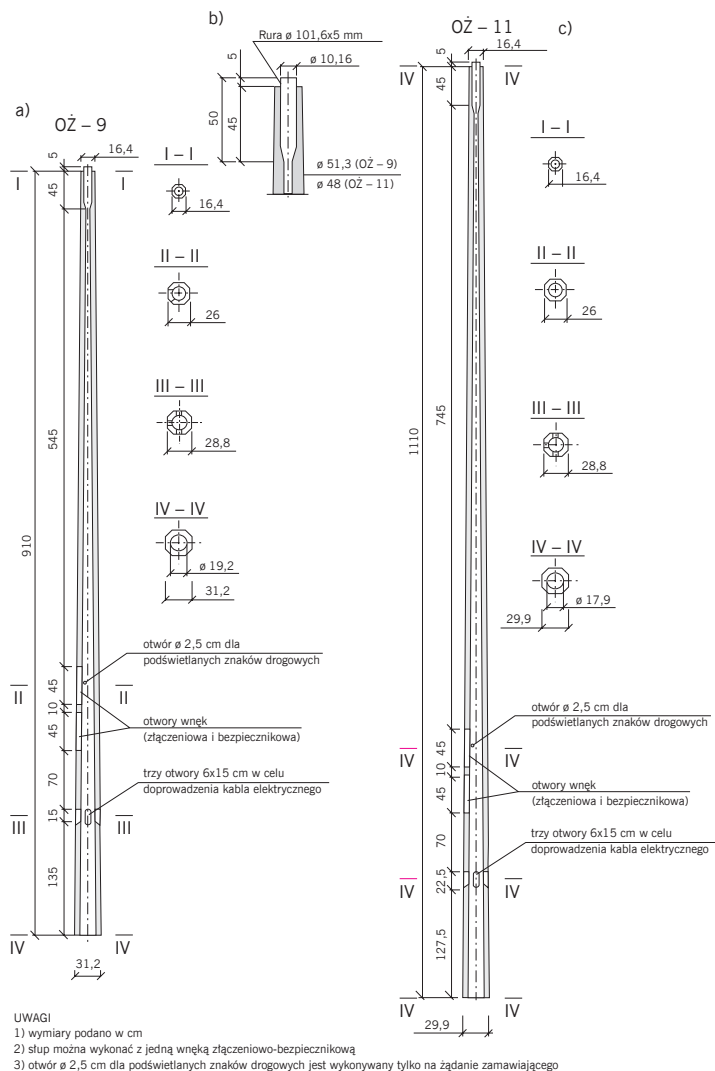 a)
OŻ – 9
16,4
5
45
I
I
545
910
45
10
45
70
15
135
II
II
III
III
IV
IV
31,2
I – I
16,4
II – II
26
III – III
28,8
IV – IV
ø 19,2
31,2
otwór ø 2,5 cm dla
podświetlanych znaków drogowych
otwory wnęk
(złączeniowa i bezpiecznikowa)
trzy otwory 6x15 cm w celu
doprowadzenia kabla elektrycznego
b)
Rura ø 101,6x5 mm
ø 10,16
5
50
45
ø 51,3 (OŻ – 9)
ø 48 (OŻ – 11)
OŻ – 11
c)
16,4
5
45
IV
IV
745
1110
45
10
45
70
22,5
127,5
IV
IV
IV
IV
IV
IV
29,9
I – I
16,4
II – II
26
III – III
28,8
IV – IV
ø 17,9
29,9
otwór ø 2,5 cm dla
podświetlanych znaków drogowych
otwory wnęk
(złączeniowa i bezpiecznikowa)
trzy otwory 6x15 cm w celu
doprowadzenia kabla elektrycznego
UWAGI
1) wymiary podano w cm
2) słup można wykonać z jedną wnęką złączeniowo-bezpiecznikową
3) otwór ø 2,5 cm dla podświetlanych znaków drogowych jest wykonywany tylko na żądanie zamawiającego